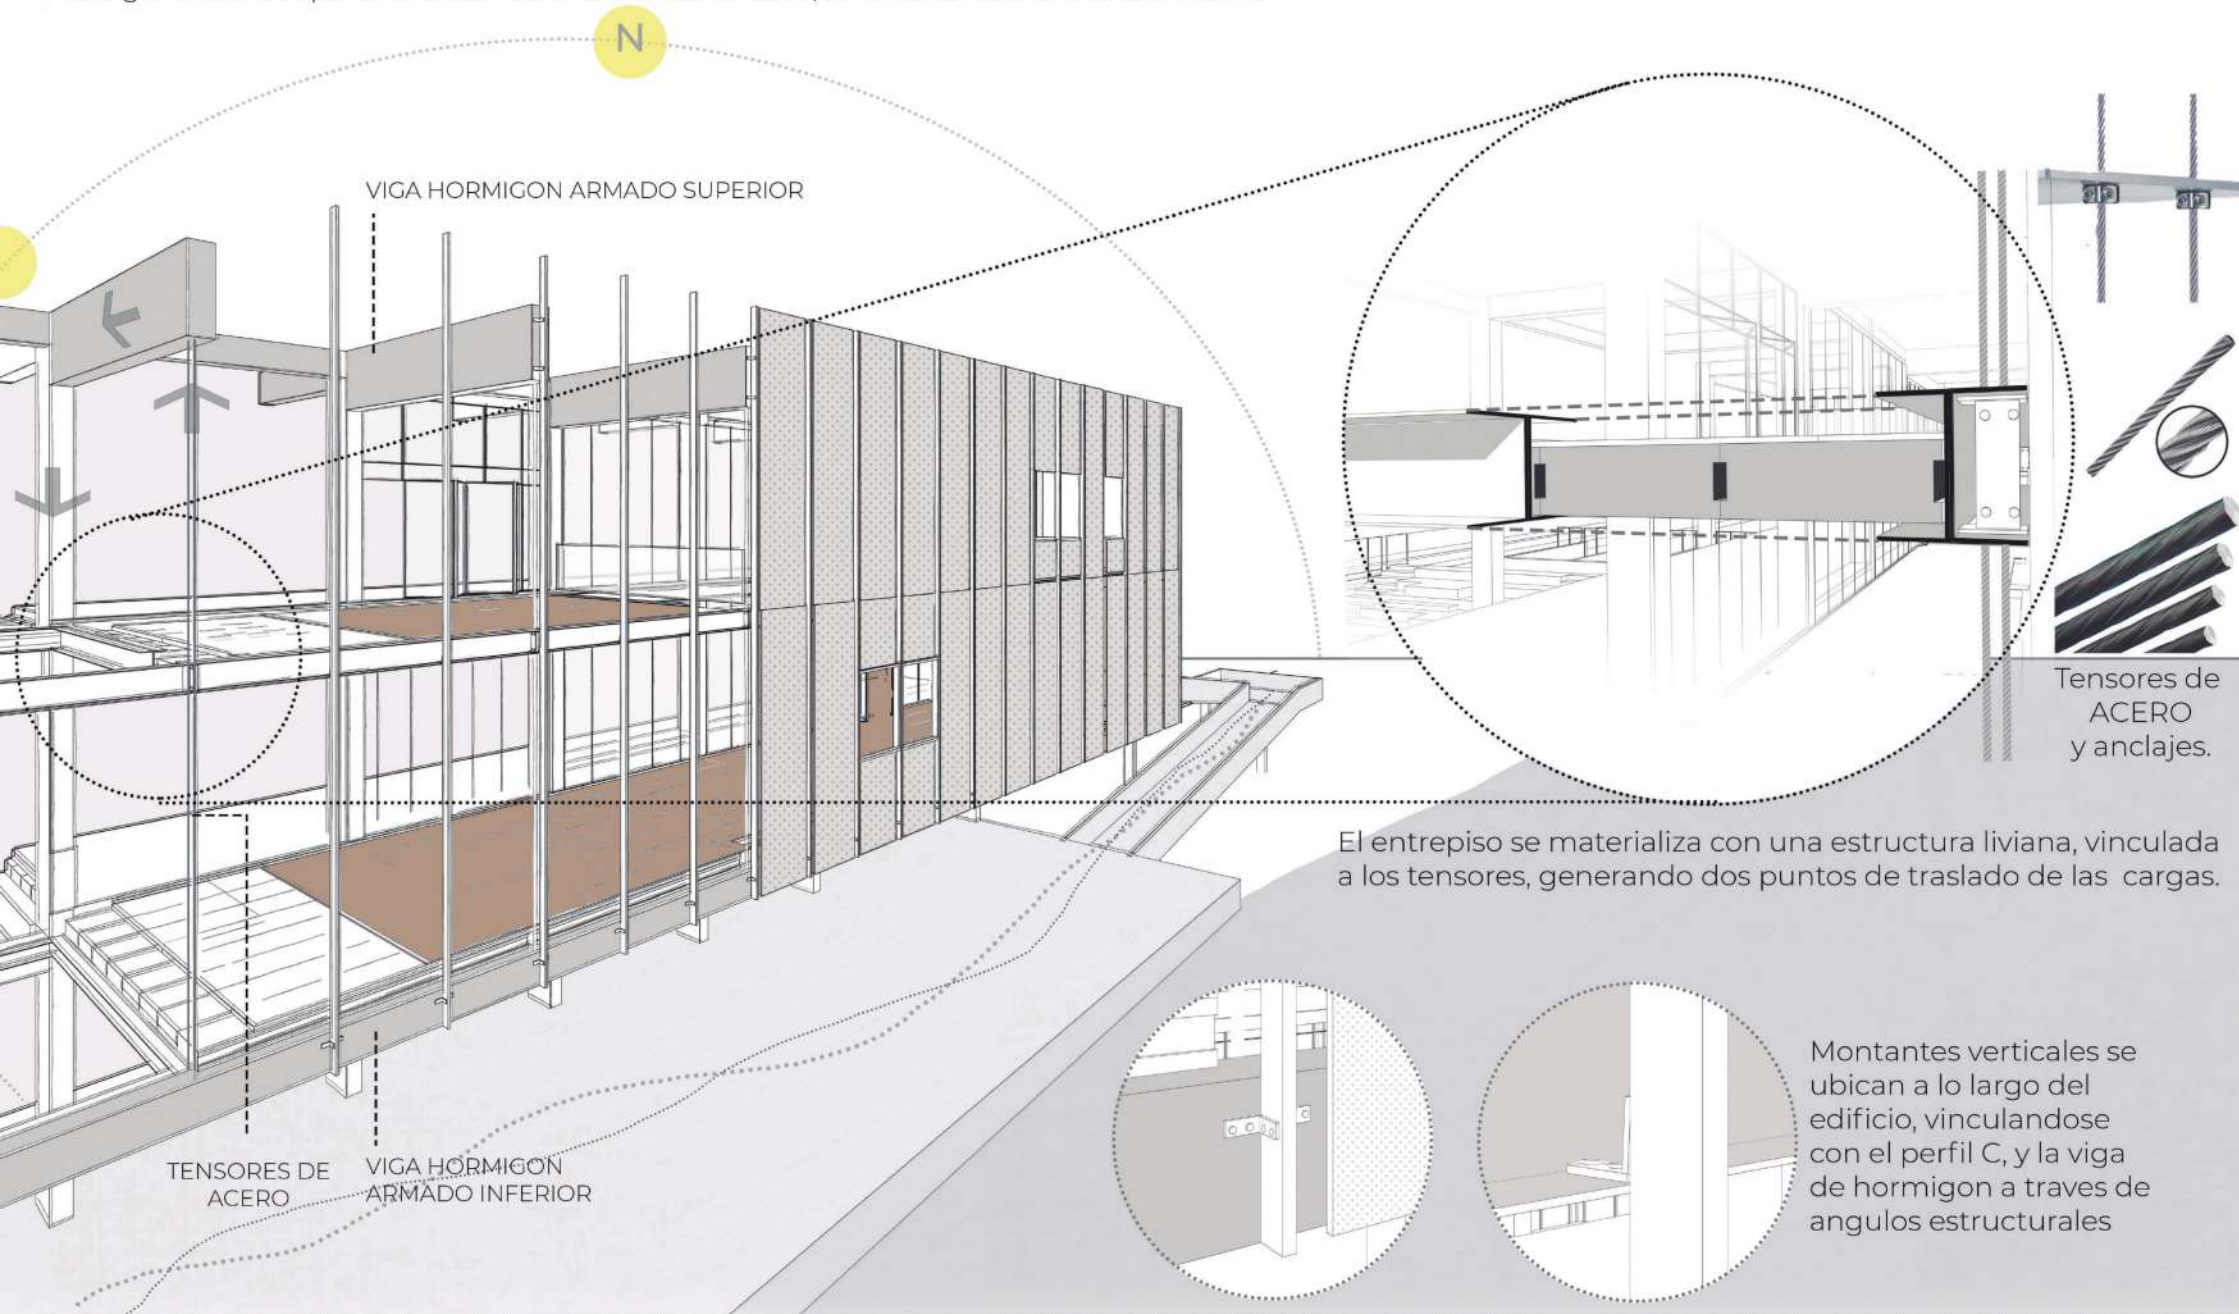 N
VIGA HORMIGON ARMADO SUPERIOR
Tensores de
ACERO
y anclajes.
El entrepiso se materializa con una estructura liviana, vinculada
a los tensores, generando dos puntos de traslado de las cargas.
Montantes verticales se
ubican a lo largo del
edificio, vinculandose
con el perfil C, y la viga
de hormigon a traves de
angulos estructurales
TENSORES DE
ACERO
VIGA HORMIGON
ARMADO INFERIOR